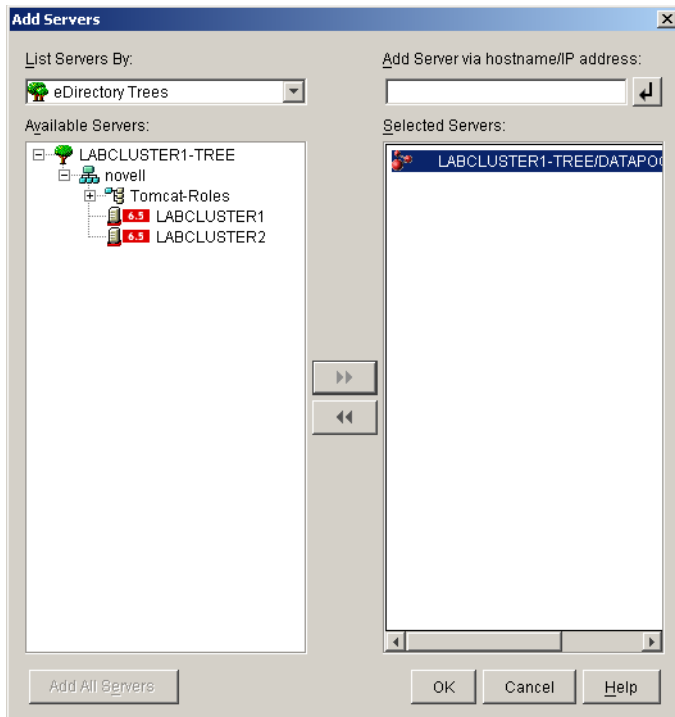 Add Servers
List Servers By:
Add Server via hostname/IP address:
eDirectory Trees
Available Servers:
Selected Servers:
LABCLUSTER1-TREE
novell
Tomcat-Roles
6.5 LABCLUSTER1
6.5 LABCLUSTER2
LABCLUSTER1-TREE/DATAPOO
Add All Servers
OK
Cancel
Help